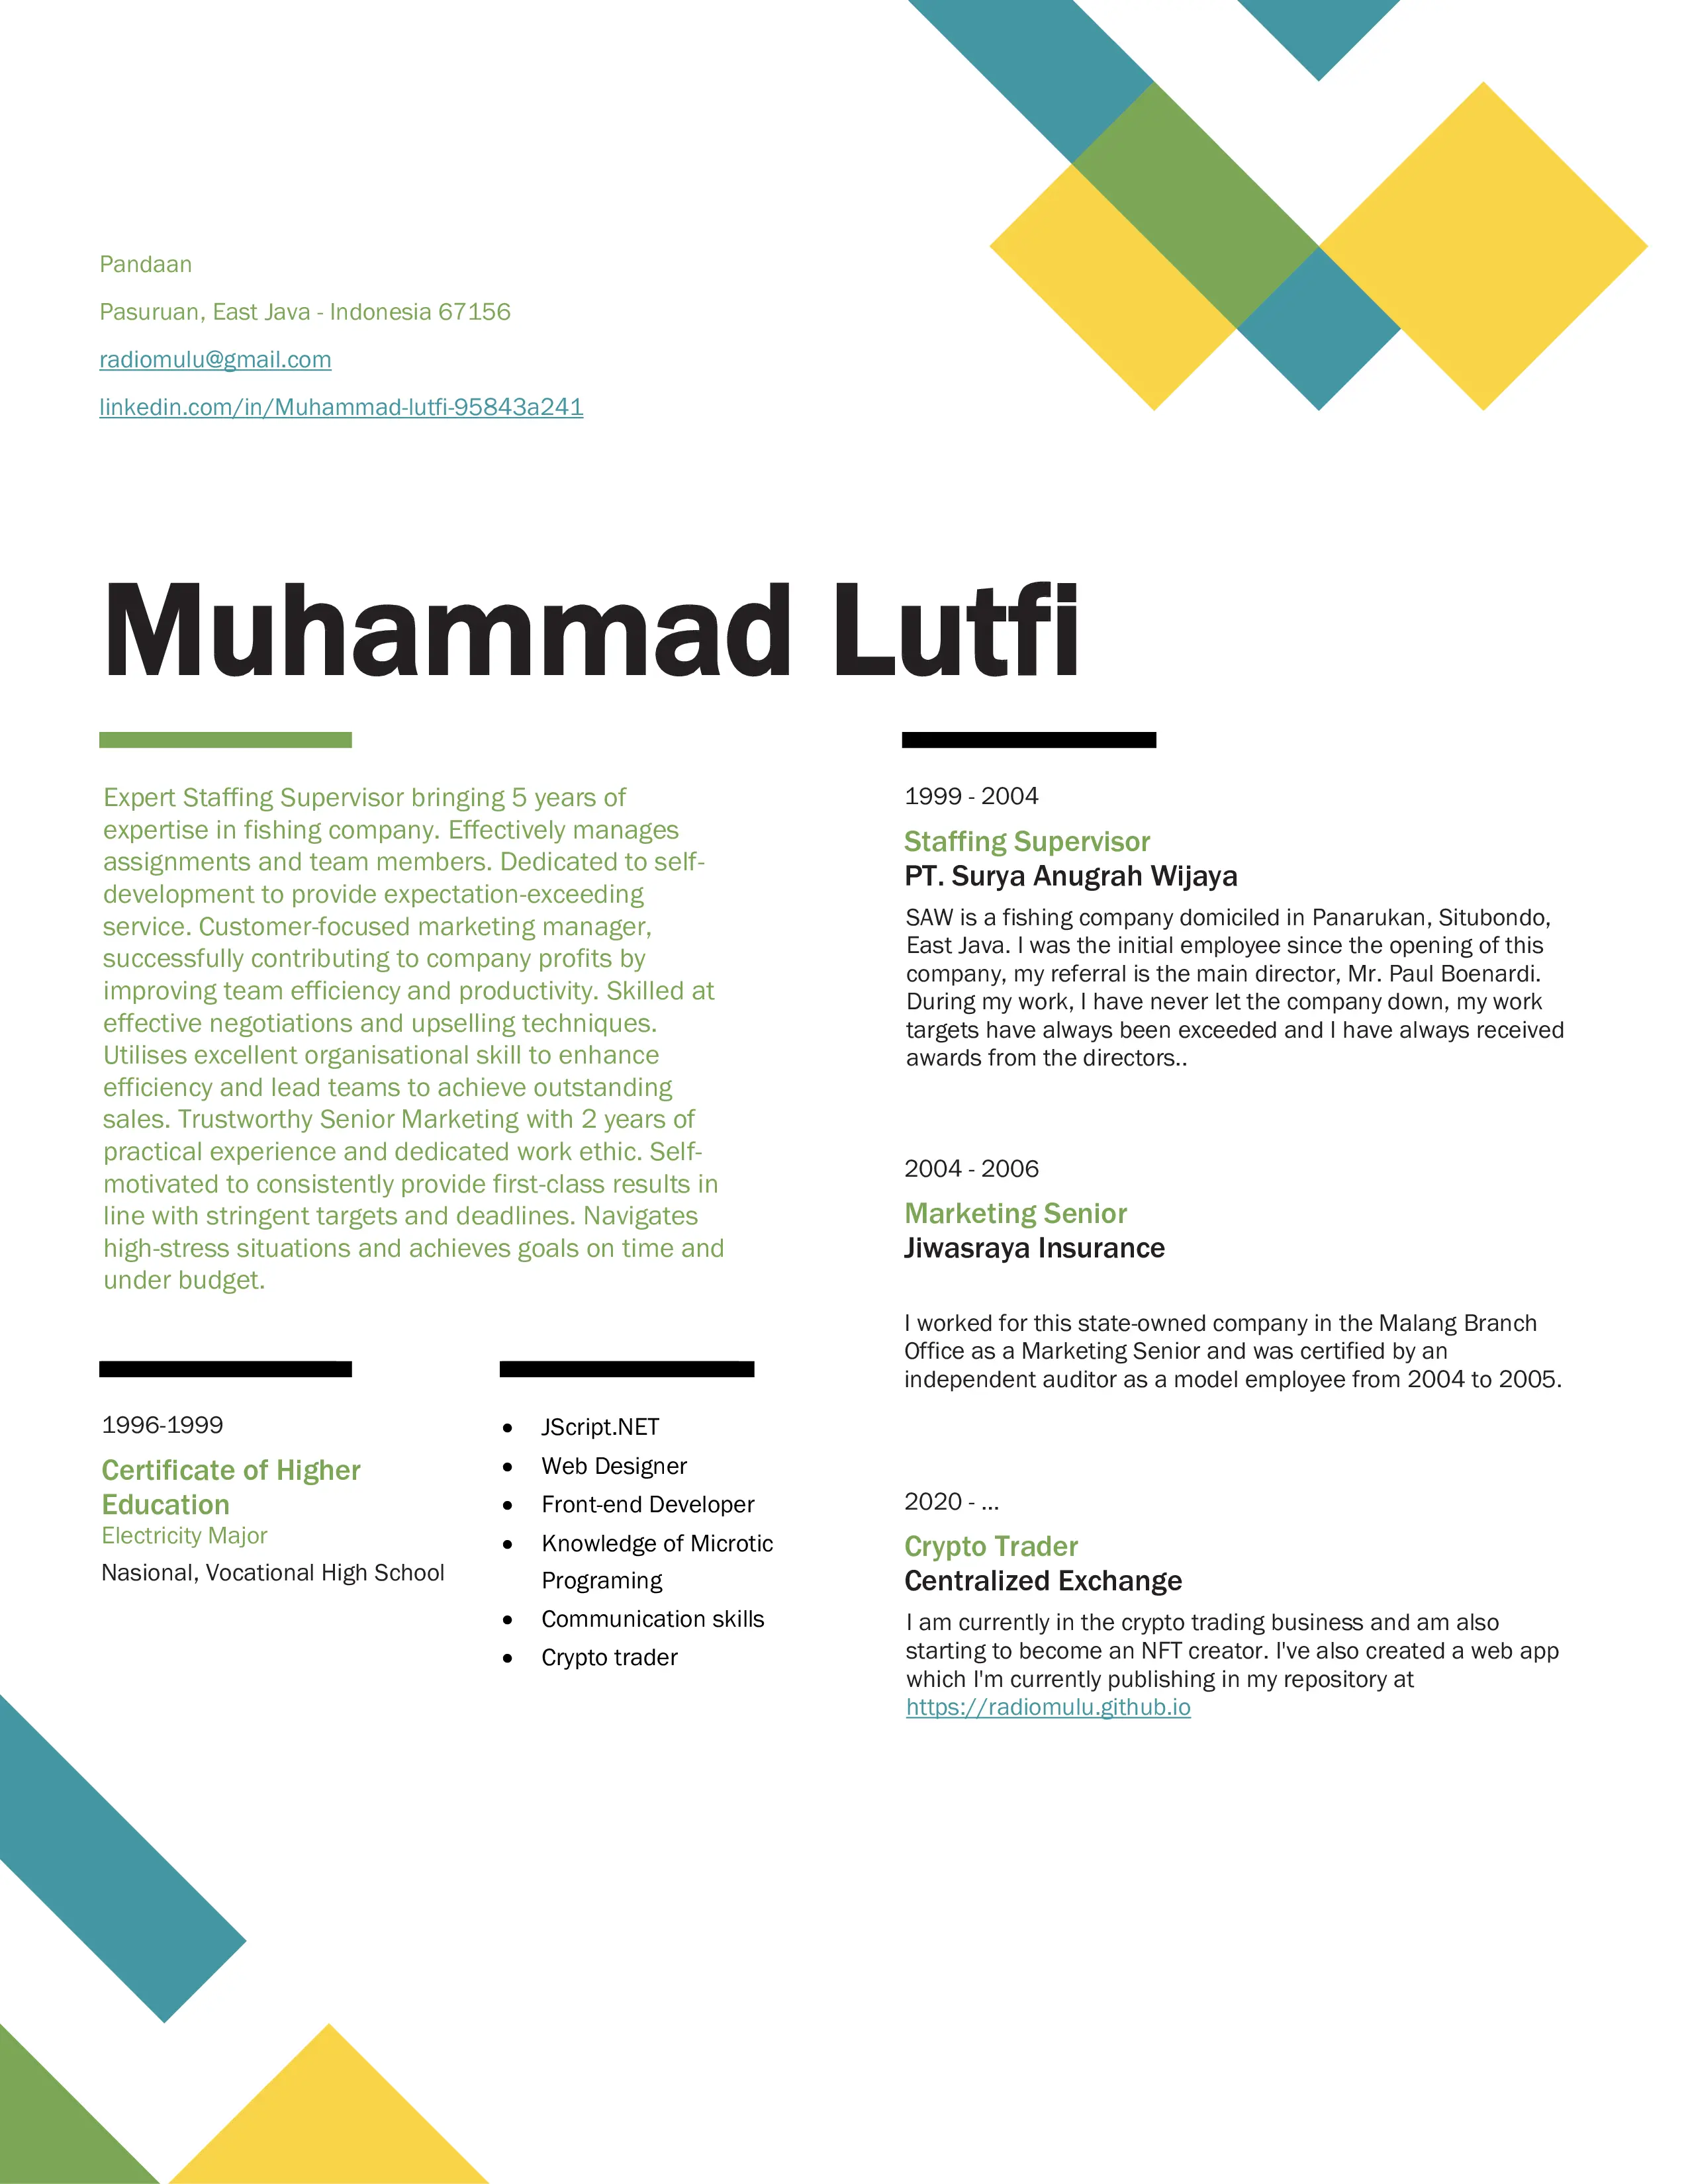 Pandaan
Pasuruan, East Java - Indonesia 67156
radiomulu@gmail.com
linkedin.com/in/Muhammad-lutfi-95843a241
Muhammad Lutfi
Expert Staffing Supervisor bringing 5 years of
expertise in fishing company. Effectively manages
assignments and team members. Dedicated to self-
development to provide expectation-exceeding
service. Customer-focused marketing manager,
successfully contributing to company profits by
improving team efficiency and productivity. Skilled at
effective negotiations and upselling techniques.
Utilises excellent organisational skill to enhance
efficiency and lead teams to achieve outstanding
sales. Trustworthy Senior Marketing with 2 years of
practical experience and dedicated work ethic. Self-
motivated to consistently provide first-class results in
line with stringent targets and deadlines. Navigates
high-stress situations and achieves goals on time and
under budget.
1996-1999
Certificate of Higher
Education
Electricity Major
Nasional, Vocational High School
• JScript.NET
• Web Designer
• Front-end Developer
• Knowledge of Microtic
Programing
• Communication skills
• Crypto trader
1999 - 2004
Staffing Supervisor
PT. Surya Anugrah Wijaya
SAW is a fishing company domiciled in Panarukan, Situbondo,
East Java. I was the initial employee since the opening of this
company, my referral is the main director, Mr. Paul Boenardi.
During my work, I have never let the company down, my work
targets have always been exceeded and I have always received
awards from the directors..
2004 - 2006
Marketing Senior
Jiwasraya Insurance
I worked for this state-owned company in the Malang Branch
Office as a Marketing Senior and was certified by an
independent auditor as a model employee from 2004 to 2005.
2020 - ...
Crypto Trader
Centralized Exchange
I am currently in the crypto trading business and am also
starting to become an NFT creator. I've also created a web app
which I'm currently publishing in my repository at
https://radiomulu.github.io